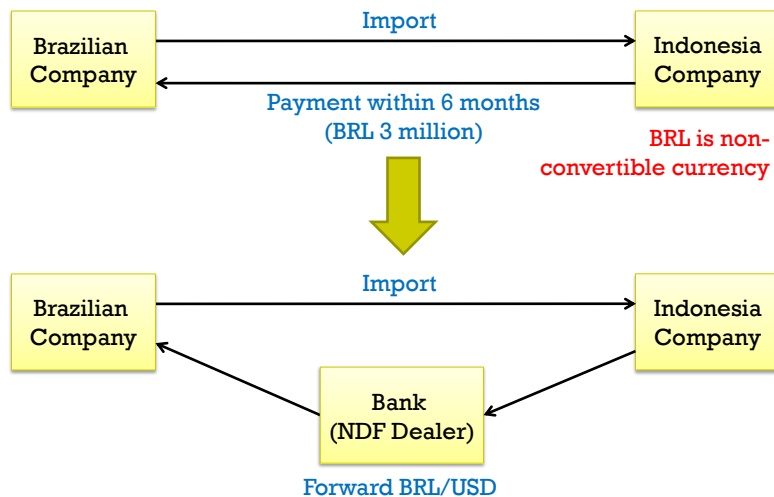 Import
Brazilian
Company
Indonesia
Company
Payment within 6 months
(BRL 3 million)
BRL is non-
convertible currency
Import
Brazilian
Company
Indonesia
Company
Bank
(NDF Dealer)
Forward BRL/USD